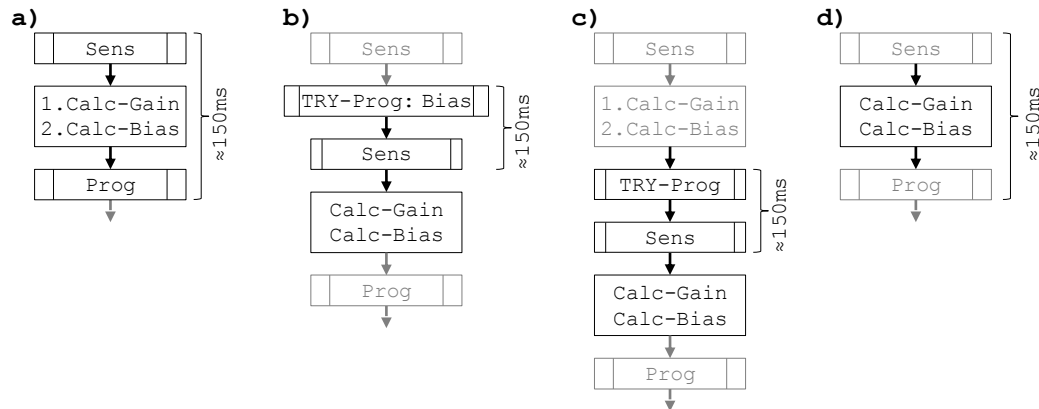 a)
Sens
1.Calc-Gain
2.Calc-Bias
Prog
≈150ms
b)
Sens
TRY-Prog: Bias
Sens
≈150ms
Calc-Gain
Calc-Bias
Prog
c)
Sens
1.Calc-Gain
2.Calc-Bias
TRY-Prog
Sens
≈150ms
Calc-Gain
Calc-Bias
Prog
d)
Sens
Calc-Gain
Calc-Bias
Prog
≈150ms